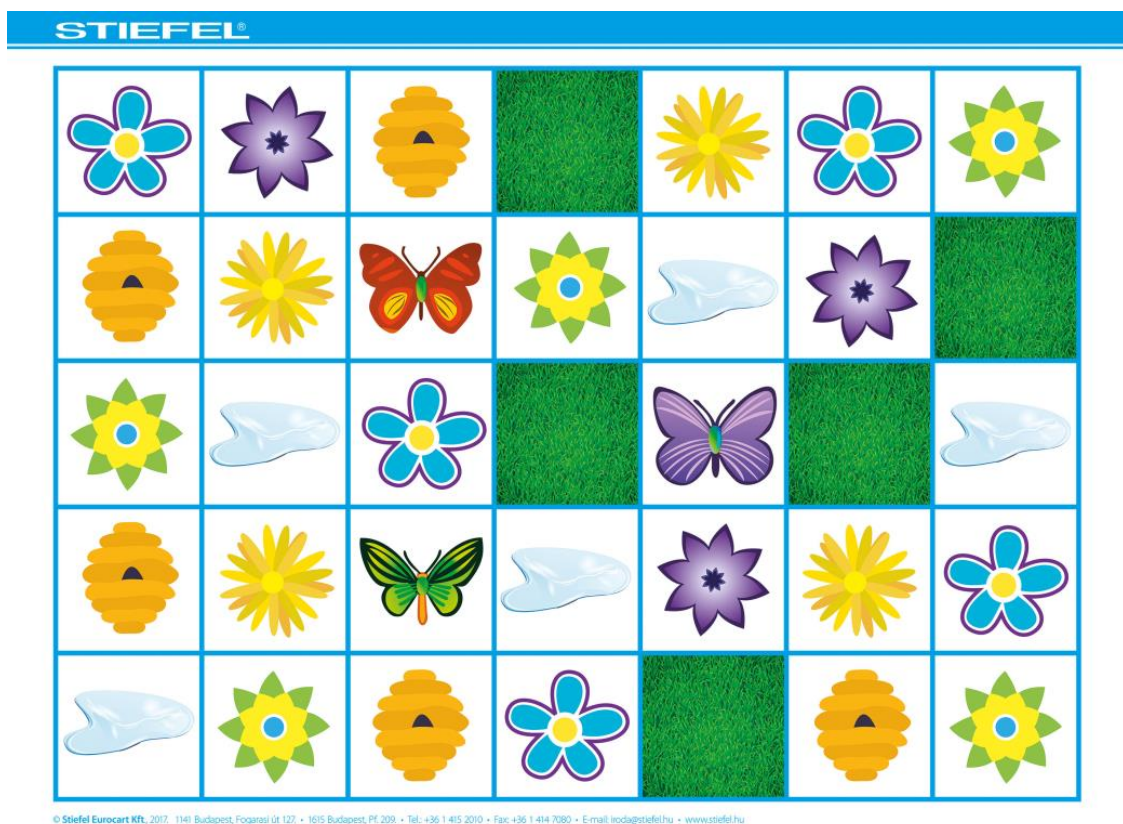 STIEFEL®
© Stiefel Eurocart Kft., 2017. 1141 Budapest, Fogarasi út 127. • 1615 Budapest, Pf. 209. • Tel.: +36 1 415 2010 • Fax: +36 1 414 7080 • E-mail: iroda@stiefel.hu • www.stiefel.hu